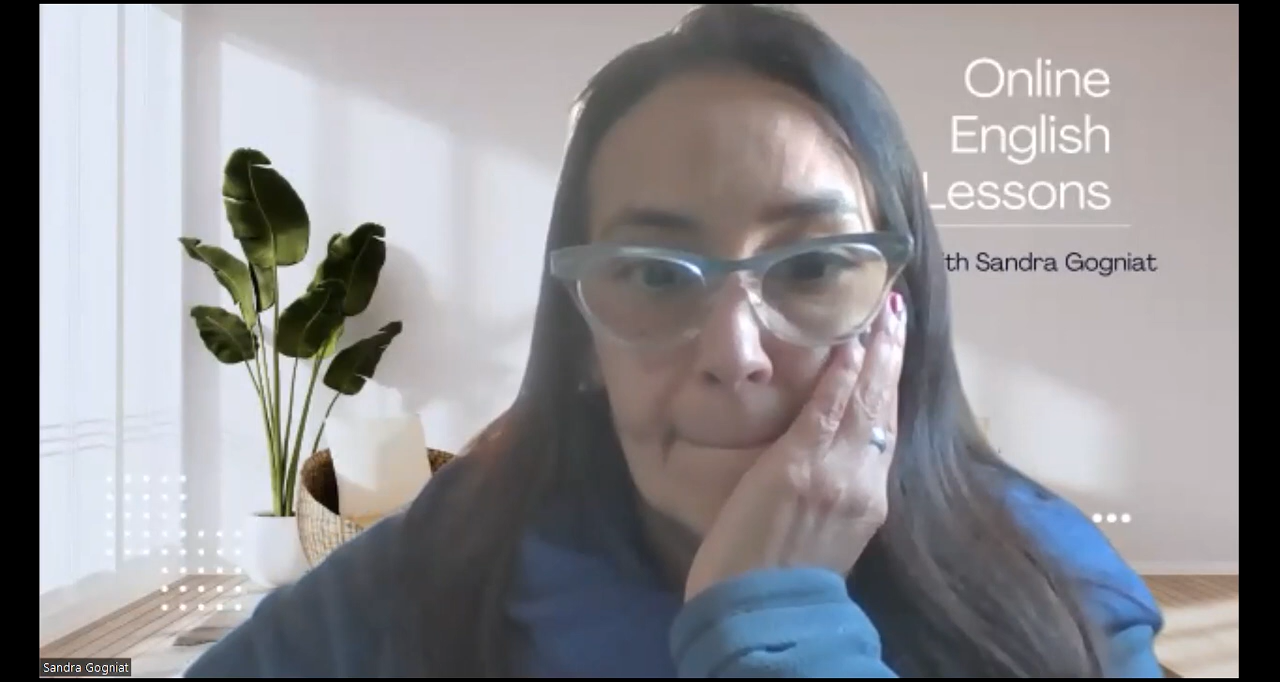 Online
English
Lessons
th Sandra Gogniat
Sandra Gogniat